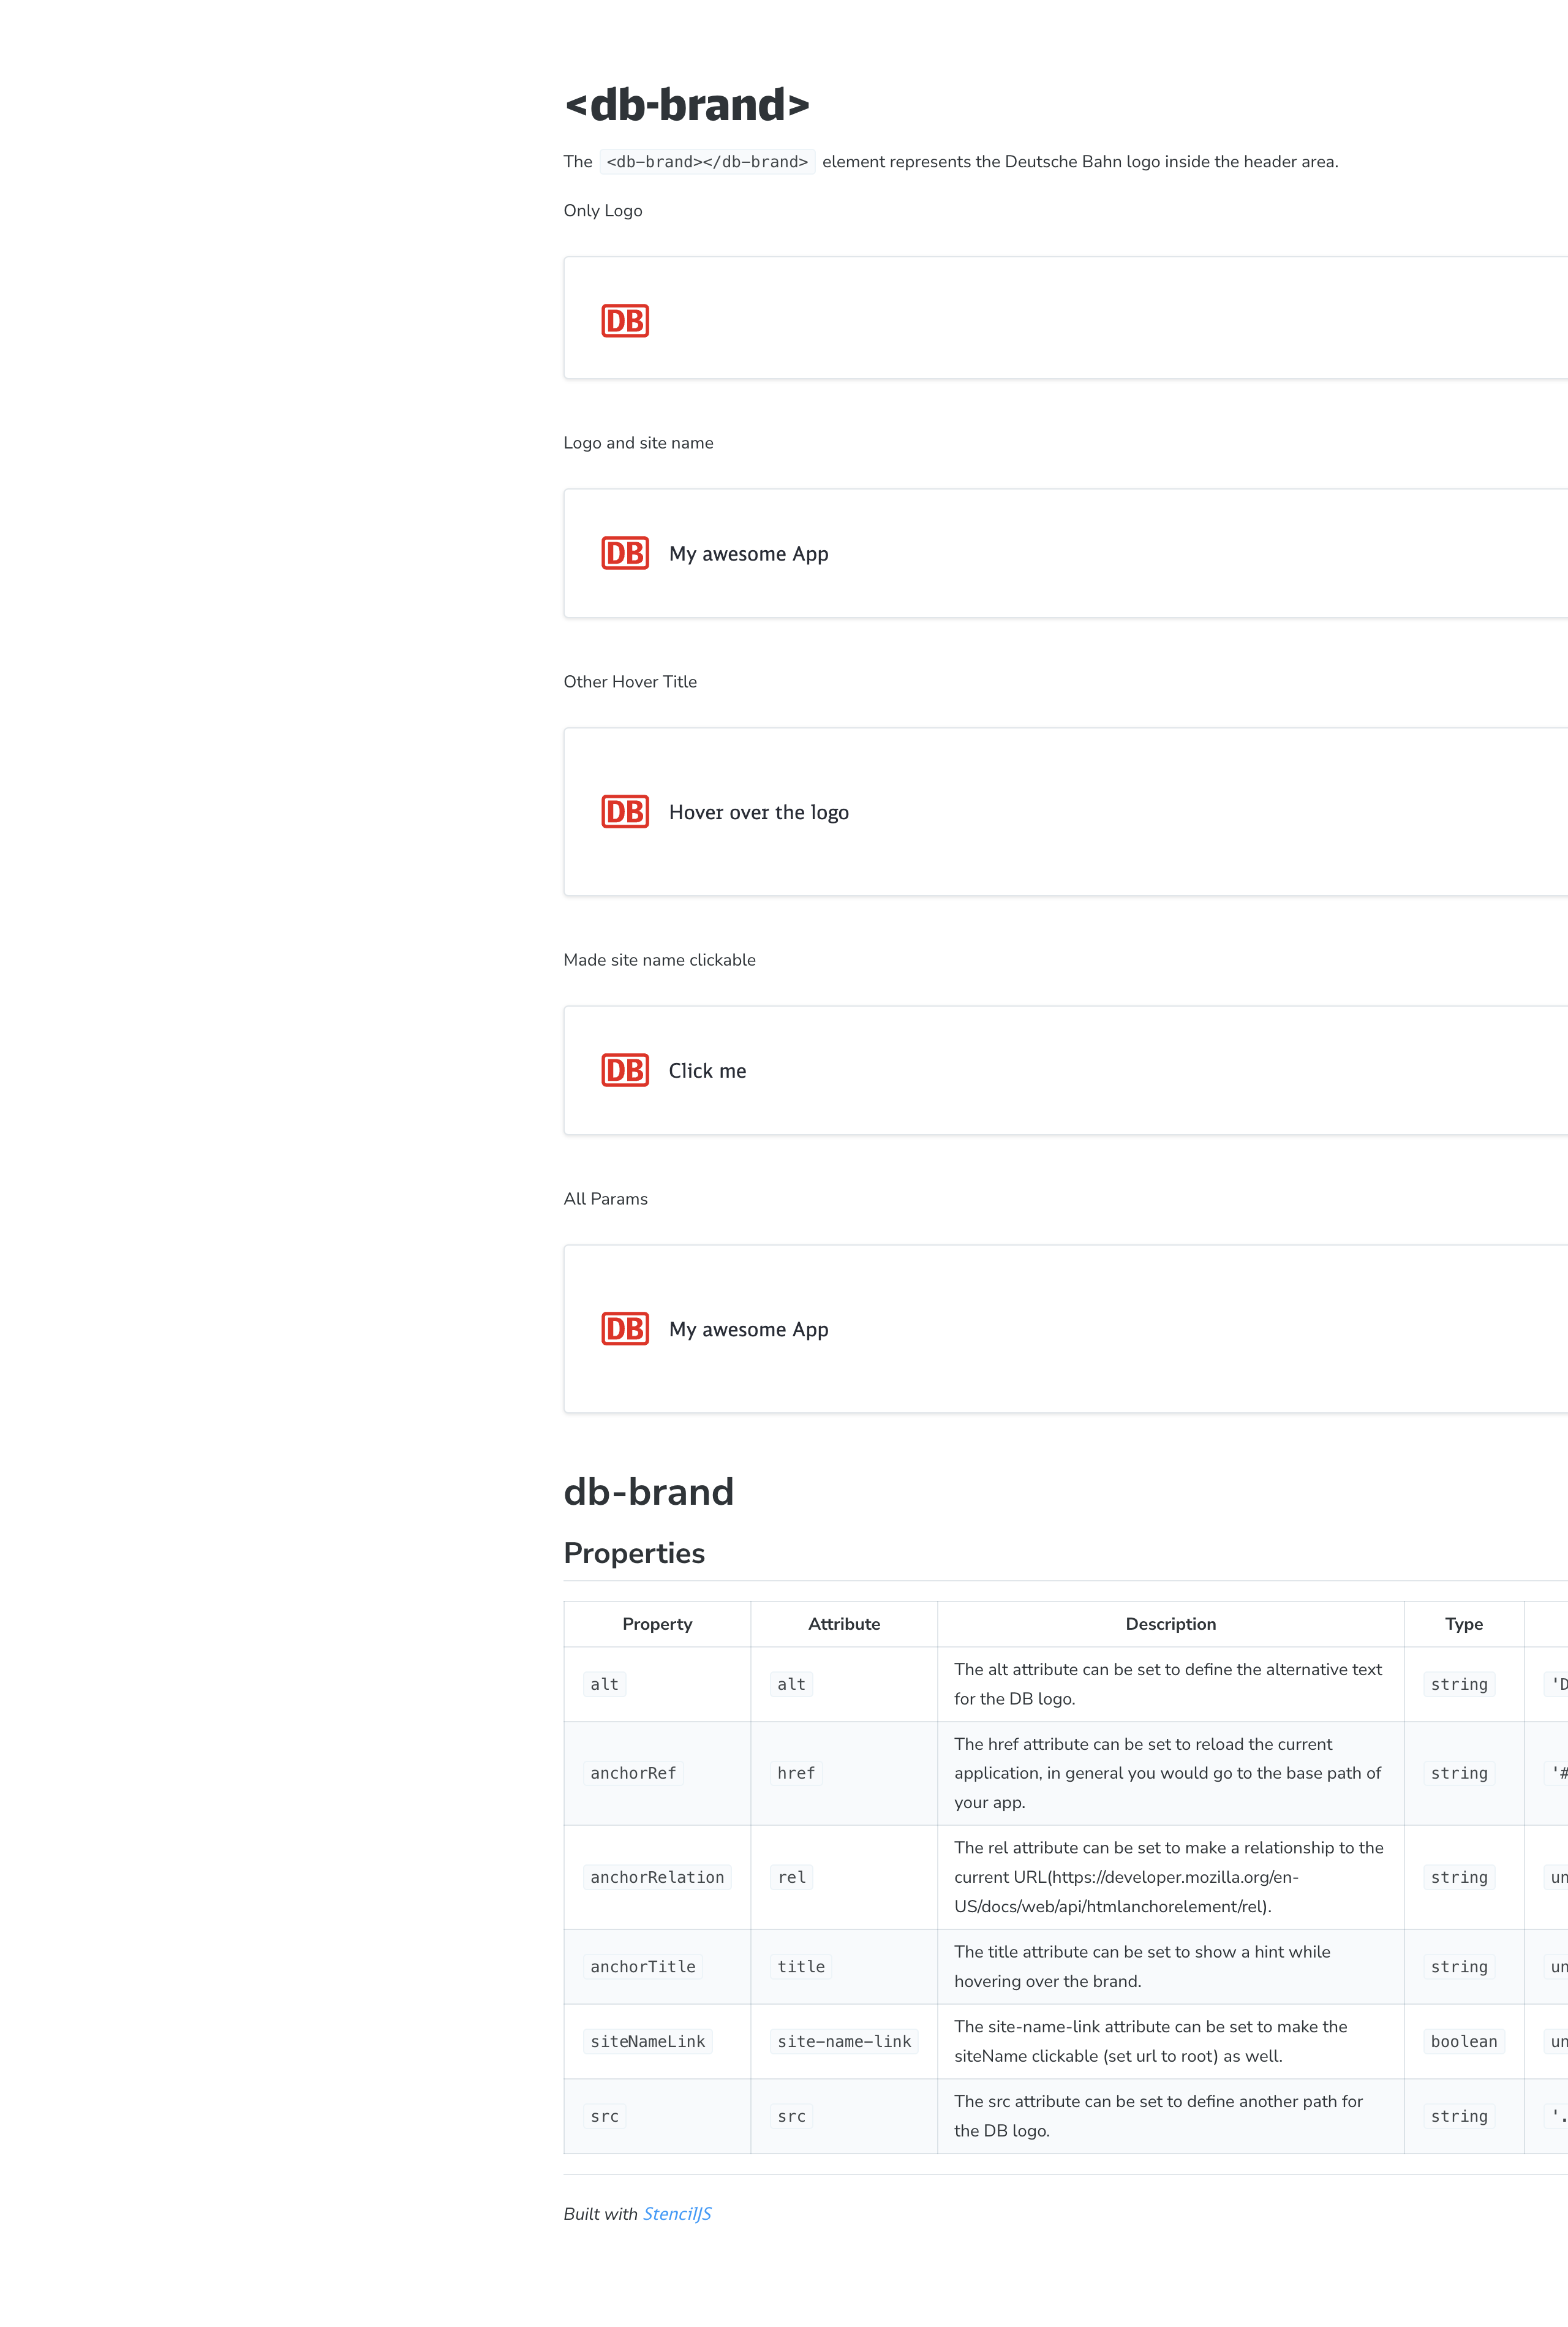 <db-brand>
The <db-brand></db-brand> element represents the Deutsche Bahn logo inside the header area.
Only Logo
DB
Logo and site name
DB My awesome App
Other Hover Title
DB Hover over the logo
Made site name clickable
DB Click me
All Params
DB My awesome App
db-brand
Properties
Property Attribute Description Type
alt alt The alt attribute can be set to define the alternative text string 'D
for the DB logo.
The href attribute can be set to reload the current
anchorRef href application, in general you would go to the base path of string '#
your app.
The rel attribute can be set to make a relationship to the
anchorRelation rel current URL(https://developer.mozilla.org/en- string un
US/docs/web/api/htmlanchorelement/rel).
anchorTitle title The title attribute can be set to show a hint while string un
hovering over the brand.
siteNameLink site-name-link The site-name-link attribute can be set to make the boolean un
siteName clickable (set url to root) as well.
src src The src attribute can be set to define another path for string '.
the DB logo.
Built with StencilJS